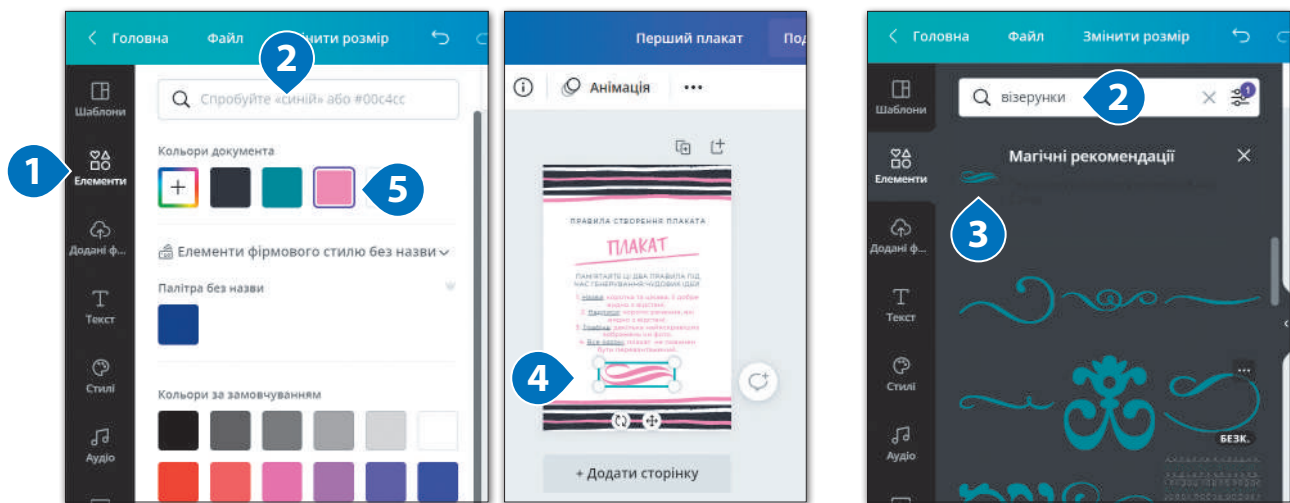 Головна Файл
нити розмір
2
Шаблони
Спробуйте «синій» або #00c4cc
1
Елементи
Кольори документа
5
Додані ф...
Елементи фірмового стилю без назви
Текст
Палітра без назви
Стилі
Кольори за замовчуванням
Аудіо
Перший плакат
Анімація
ПРАВИЛА СТВОРЕННЯ ПЛАКАТА
ПЛАКАТ
4
+ Додати сторінку
Головна Файл Змінити розмір
Шаблони
візерунки
2
1
Елементи
Магічні рекомендації
3
Додані ф...
Текст
Стилі
Аудіо
БЕЗК.